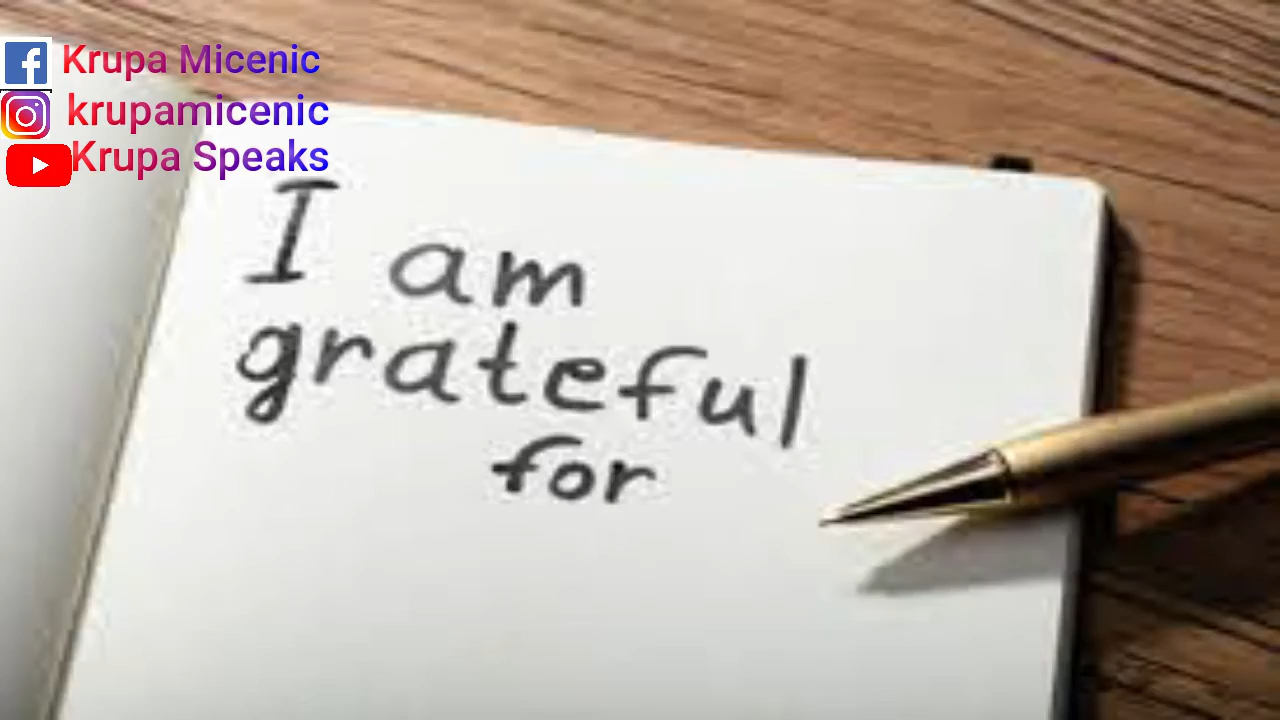 Krupa Micenic
krupamicenic
Krupa Speaks
I am
grateful
for